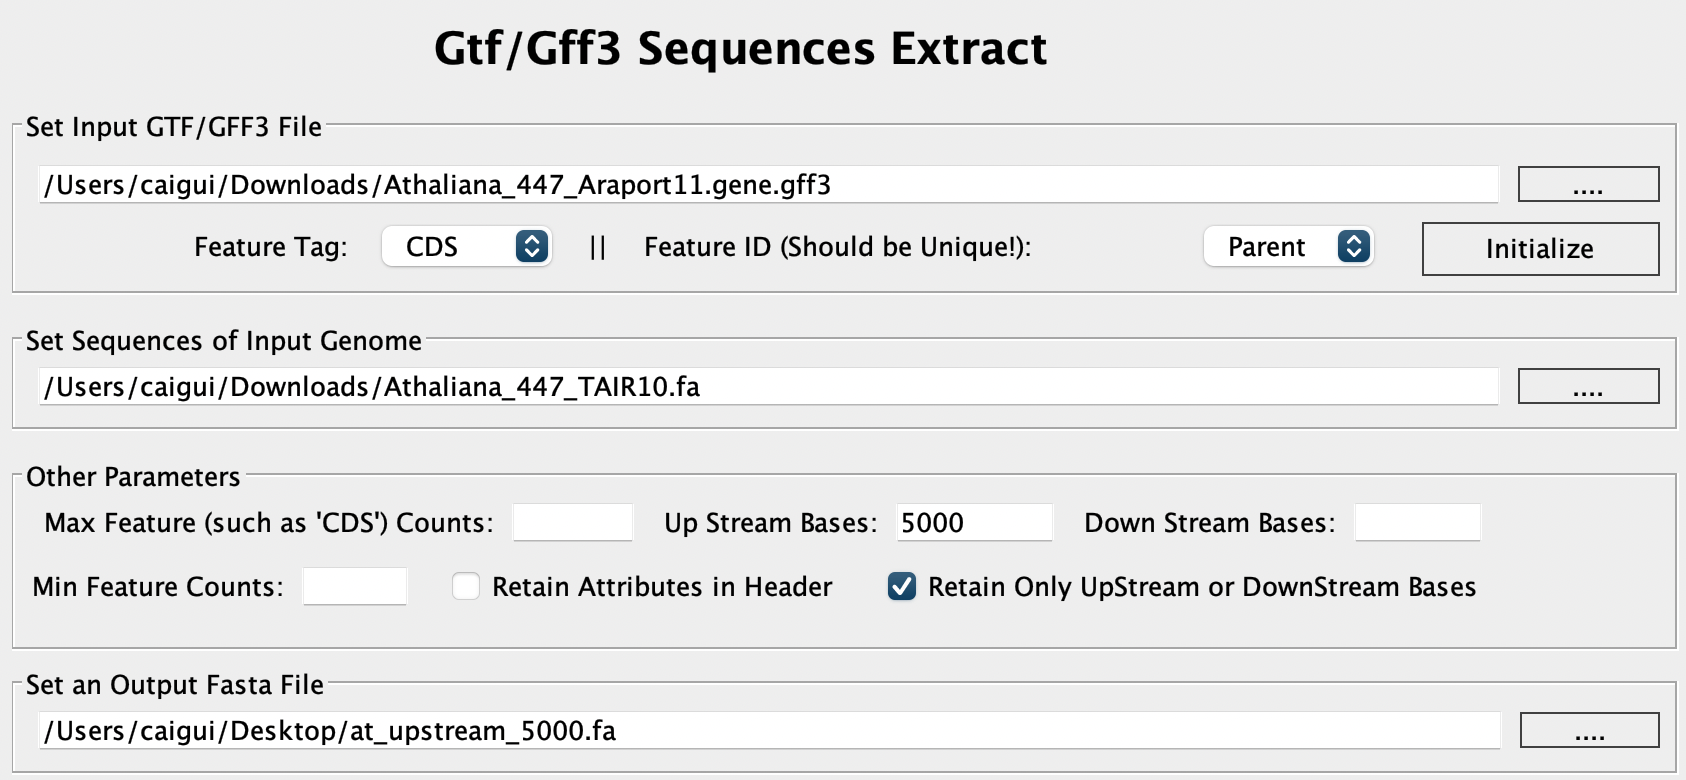 Gtf/Gff3 Sequences Extract
Set Input GTF/GFF3 File
/Users/caigui/Downloads/Athaliana_447_Araport11.gene.gff3 ....
Feature Tag: CDS || Feature ID (Should be Unique!): Parent Initialize
Set Sequences of Input Genome
/Users/caigui/Downloads/Athaliana_447_TAIR10.fa ....
Other Parameters
Max Feature (such as 'CDS') Counts: Up Stream Bases: 5000 Down Stream Bases:
Min Feature Counts: Retain Attributes in Header Retain Only UpStream or DownStream Bases
Set an Output Fasta File
/Users/caigui/Desktop/at_upstream_5000.fa ....